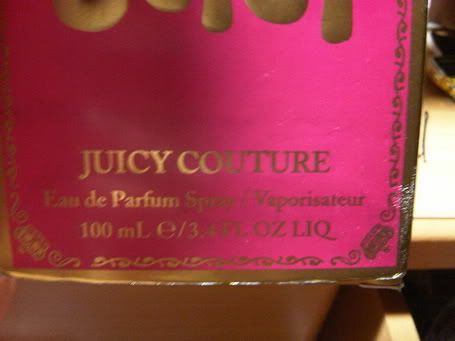 JUICY COUTURE
Eau de Parfum Spray / Vaporisateur
100 mL ℮/3.4 FL OZ LIQ